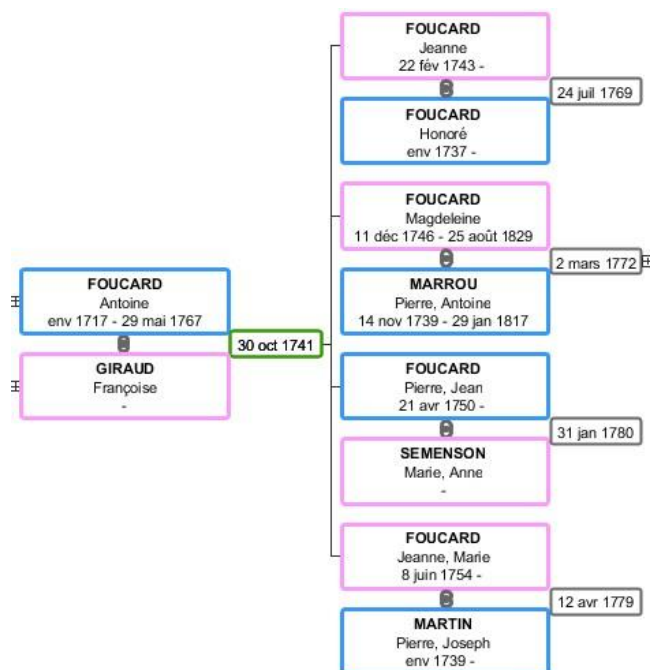 FOUCARD
Jeanne
22 fév 1743 -
24 juil 1769
FOUCARD
Honoré
env 1737 -
FOUCARD
Magdeleine
11 déc 1746 - 25 août 1829
2 mars 1772
MARROU
Pierre, Antoine
14 nov 1739 - 29 jan 1817
FOUCARD
Antoine
env 1717 - 29 mai 1767
30 oct 1741
GIRAUD
Françoise
-
FOUCARD
Pierre, Jean
21 avr 1750 -
31 jan 1780
SEMENSON
Marie, Anne
-
FOUCARD
Jeanne, Marie
8 juin 1754 -
12 avr 1779
MARTIN
Pierre, Joseph
env 1739 -